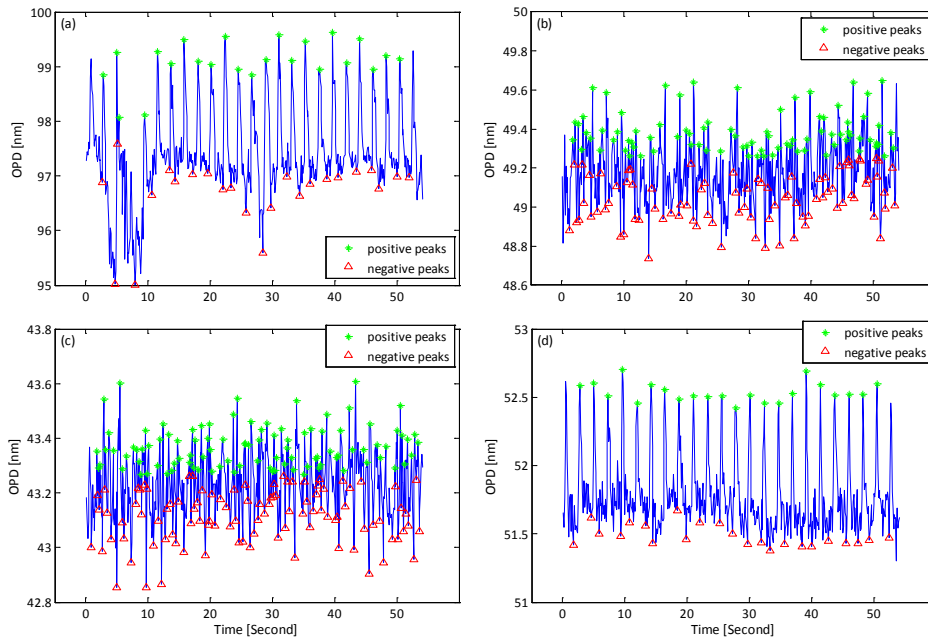 (a)
positive peaks
negative peaks
OPD [nm]
100
99
98
97
96
95
0 10 20 30 40 50
(b)
positive peaks
negative peaks
OPD [nm]
50
49.8
49.6
49.4
49.2
49
48.8
48.6
0 10 20 30 40 50
(c)
positive peaks
negative peaks
OPD [nm]
43.8
43.6
43.4
43.2
43
42.8
0 10 20 30 40 50
Time [Second]
(d)
positive peaks
negative peaks
OPD [nm]
53
52.5
52
51.5
51
0 10 20 30 40 50
Time [Second]